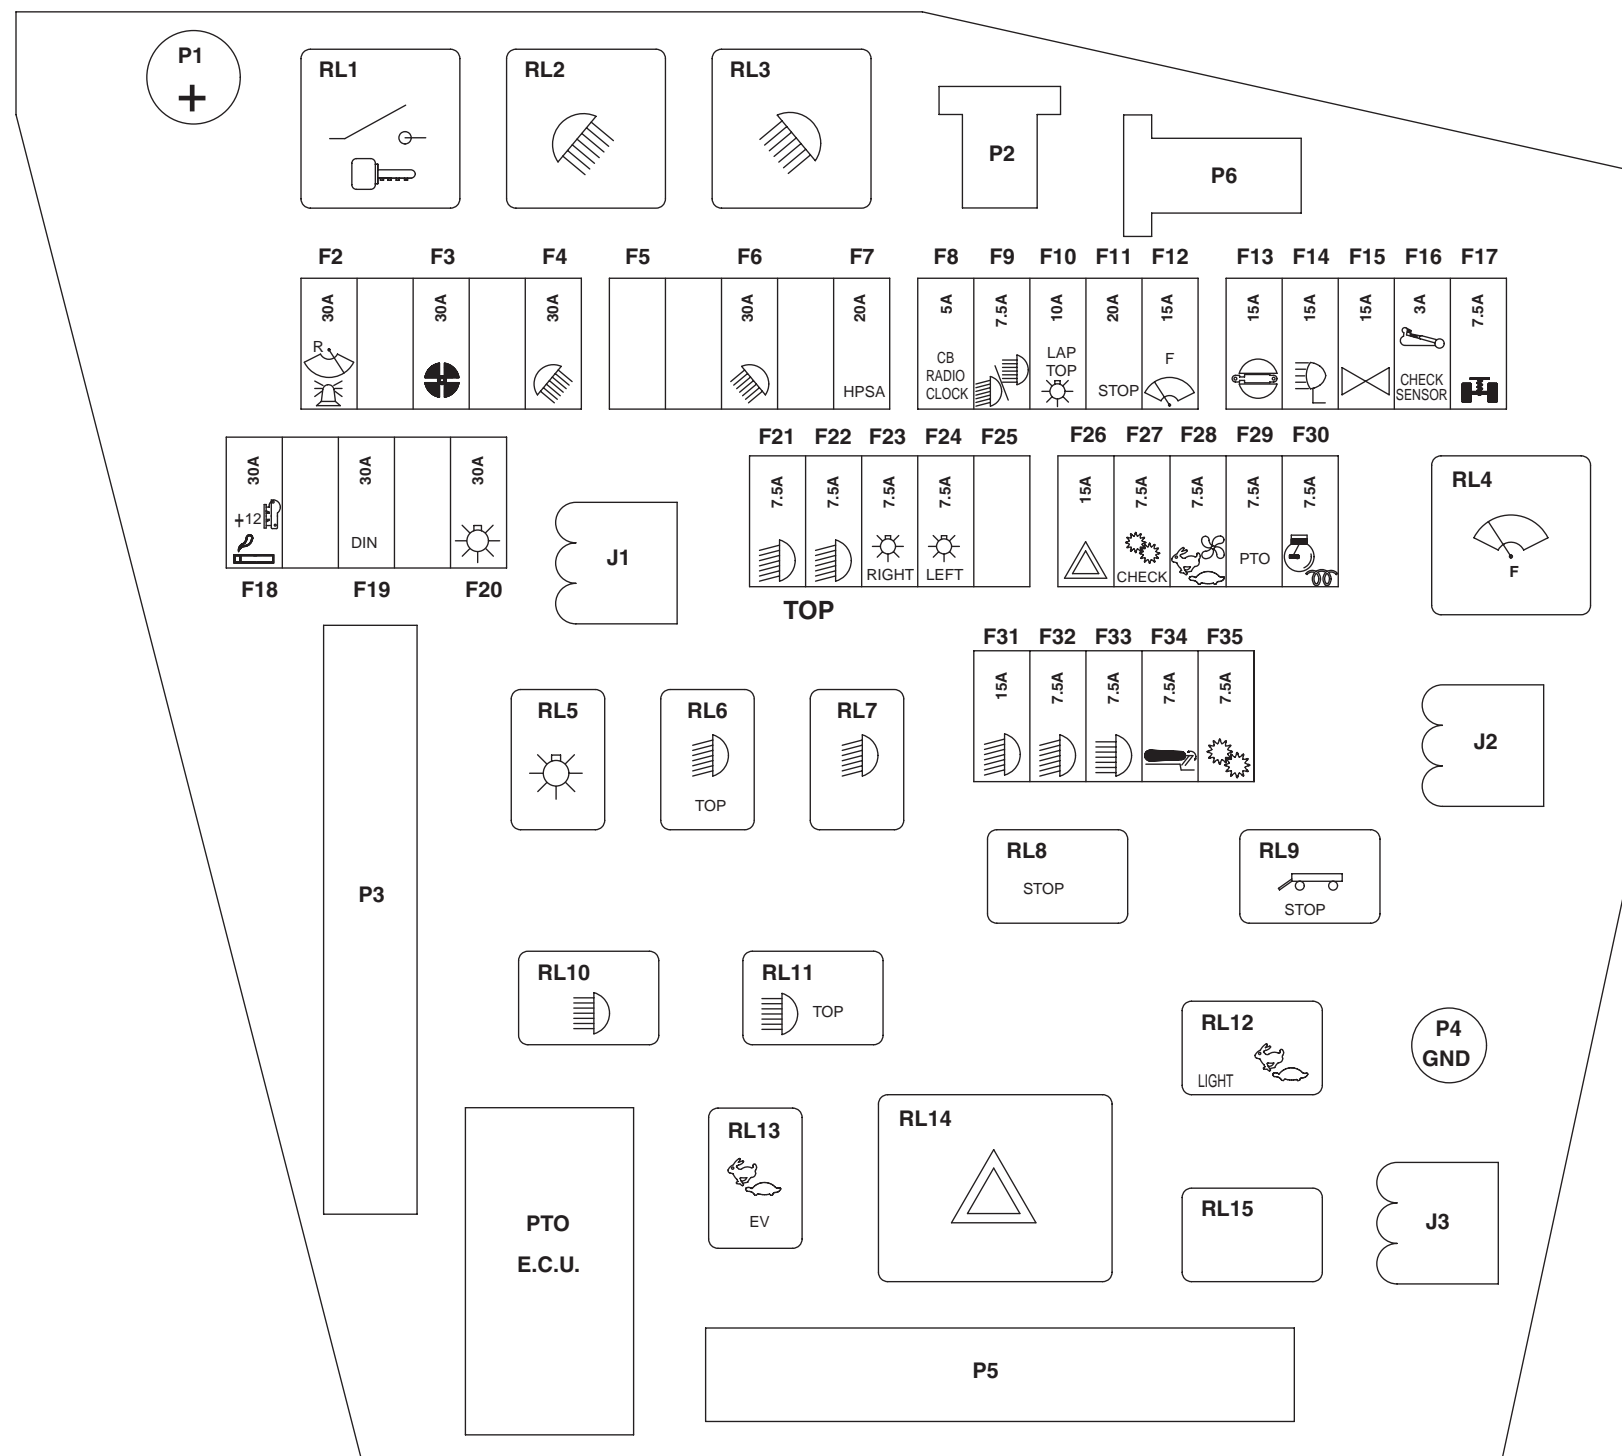 P1
+
RL1
RL2
RL3
P2
P6
F2 F3 F4 F5 F6 F7 F8 F9 F10 F11 F12 F13 F14 F15 F16 F17
30A 30A 30A 30A 20A 5A 7.5A 10A 20A 15A 15A 15A 15A 3A 7.5A
R
HPSA
CB
RADIO
CLOCK
LAP
TOP
STOP
F
CHECK
SENSOR
F21 F22 F23 F24 F25 F26 F27 F28 F29 F30
30A 30A 30A
7.5A 7.5A 7.5A 7.5A 15A 7.5A 7.5A 7.5A 7.5A
+12
DIN
RIGHT LEFT
CHECK
PTO
F18 F19 F20
J1
TOP
RL4
F
F31 F32 F33 F34 F35
15A 7.5A 7.5A 7.5A 7.5A
RL5
RL6
TOP
RL7
J2
P3
RL8
STOP
RL9
STOP
RL10
RL11
TOP
RL12
LIGHT
P4
GND
RL13
EV
RL14
RL15
J3
PTO
E.C.U.
P5